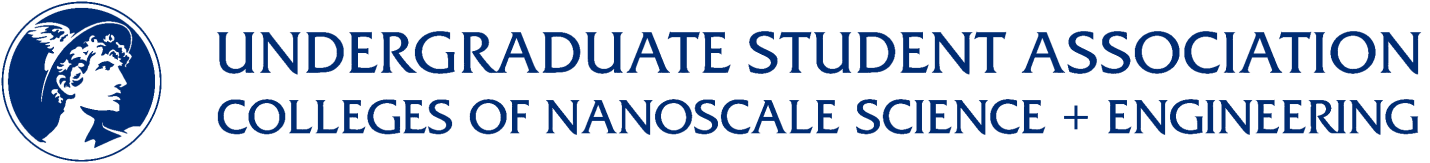 UNDERGRADUATE STUDENT ASSOCIATION
COLLEGES OF NANOSCALE SCIENCE + ENGINEERING